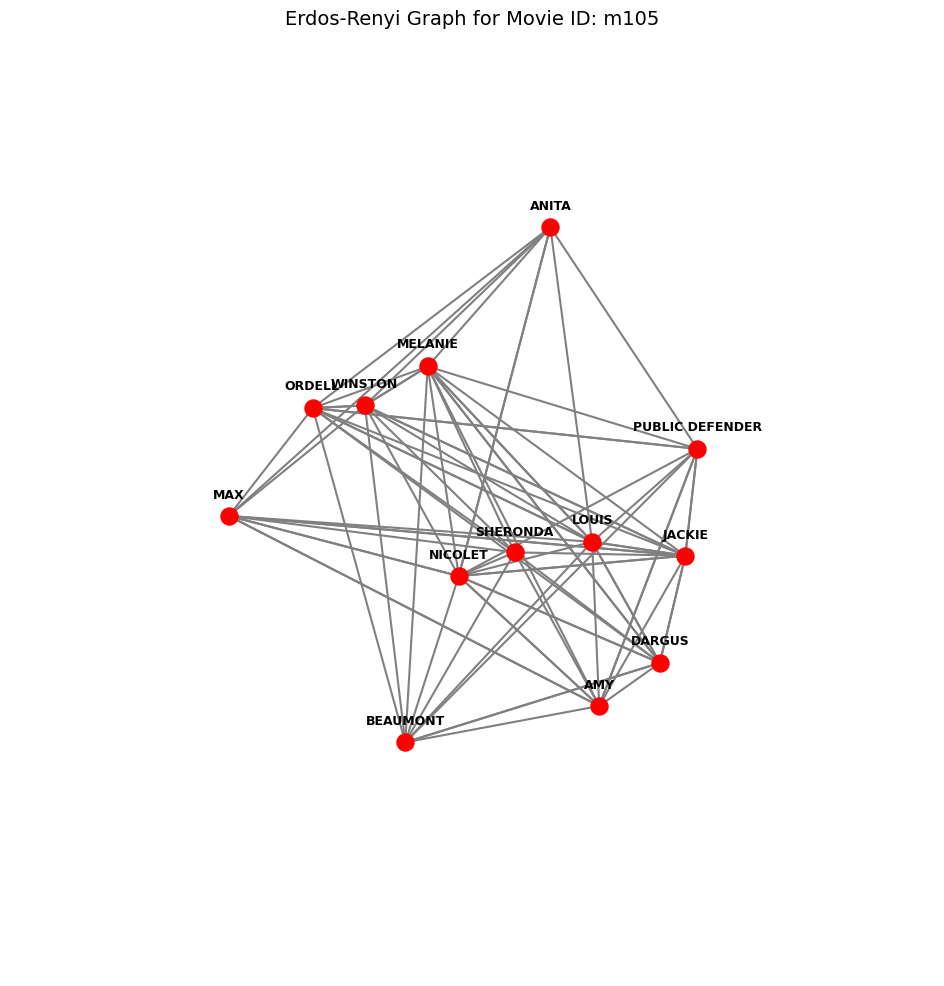 Erdos-Renyi Graph for Movie ID: m105
ANITA
MELANIE
ORDELL
WINSTON
PUBLIC DEFENDER
MAX
LOUIS
SHERONDA
JACKIE
NICOLET
DARGUS
AMY
BEAUMONT